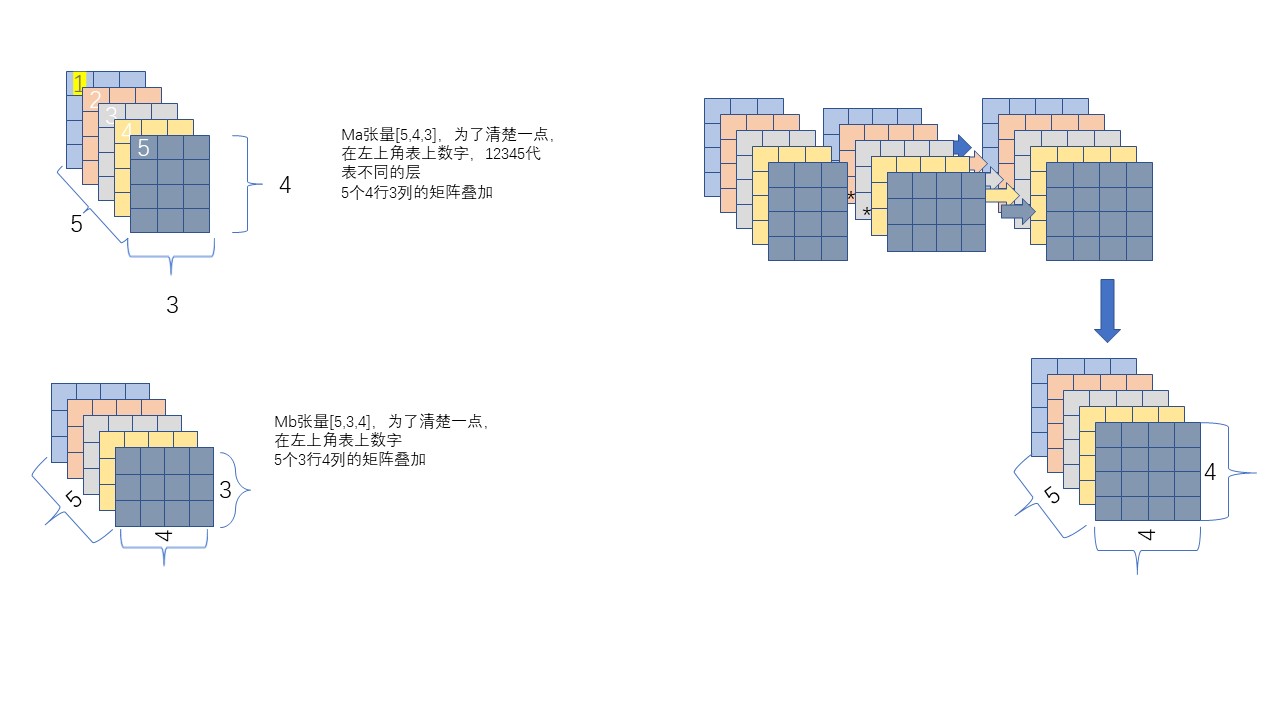 1
2
3
4
5
4
5
3
Ma张量[5,4,3]，为了清楚一点，
在左上角表上数字，12345代
表不同的层
5个4行3列的矩阵叠加
Mb张量[5,3,4]，为了清楚一点，
在左上角表上数字
5个3行4列的矩阵叠加
5
3
4
*
*
4
5
4